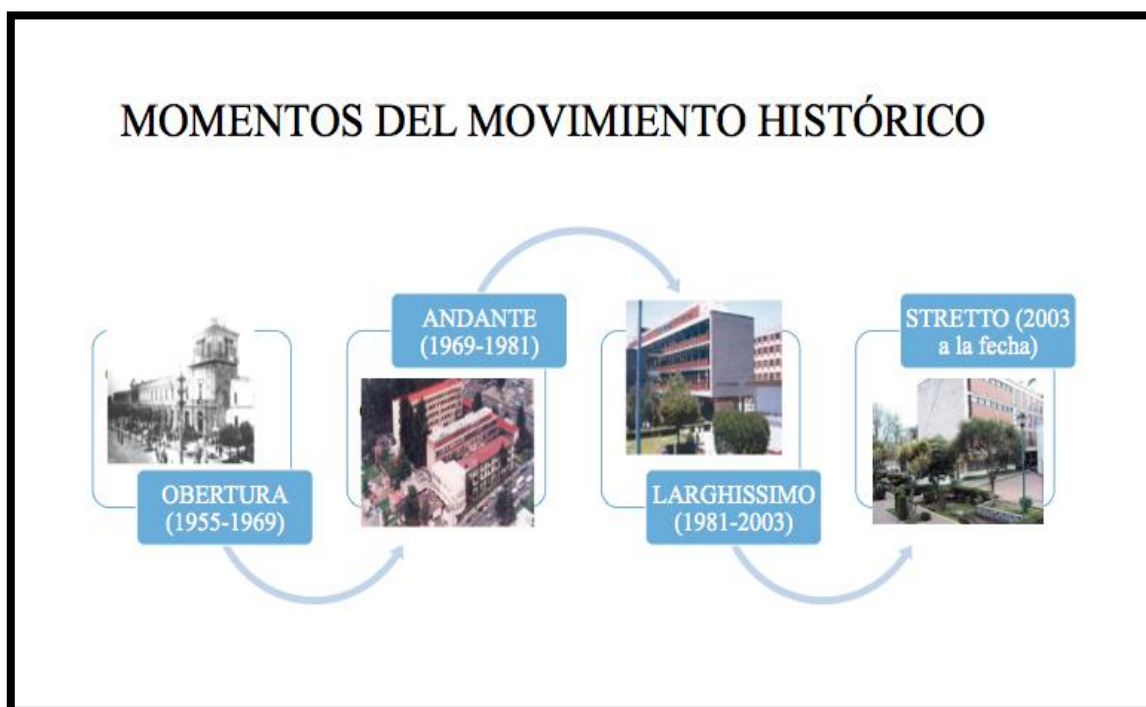 MOMENTOS DEL MOVIMIENTO HISTÓRICO
OBERTURA
(1955-1969)
ANDANTE
(1969-1981)
LARGHISSIMO
(1981-2003)
STRETTO (2003
a la fecha)